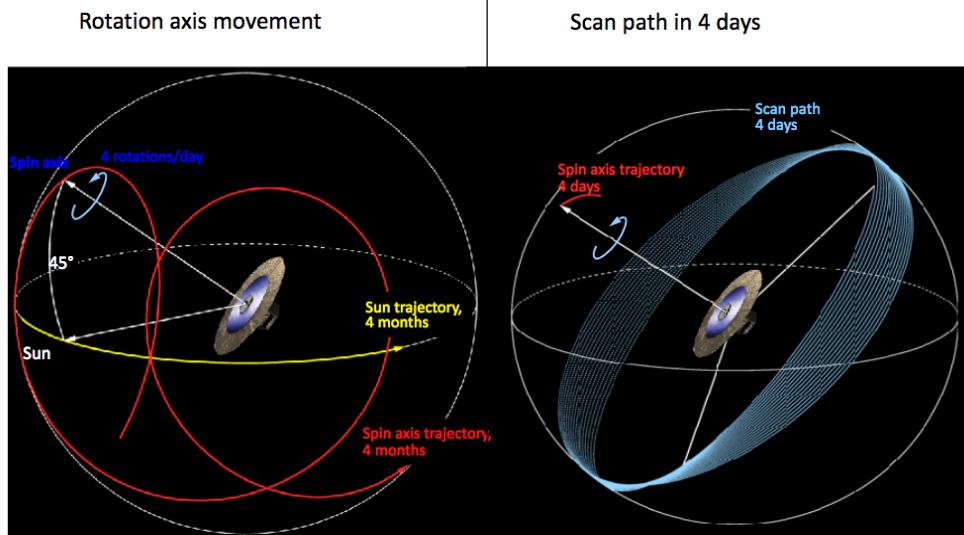 Rotation axis movement
Scan path in 4 days
Spin axis
4 rotations/day
45°
Sun
Sun trajectory,
4 months
Spin axis trajectory,
4 months
Scan path
4 days
Spin axis trajectory
4 days